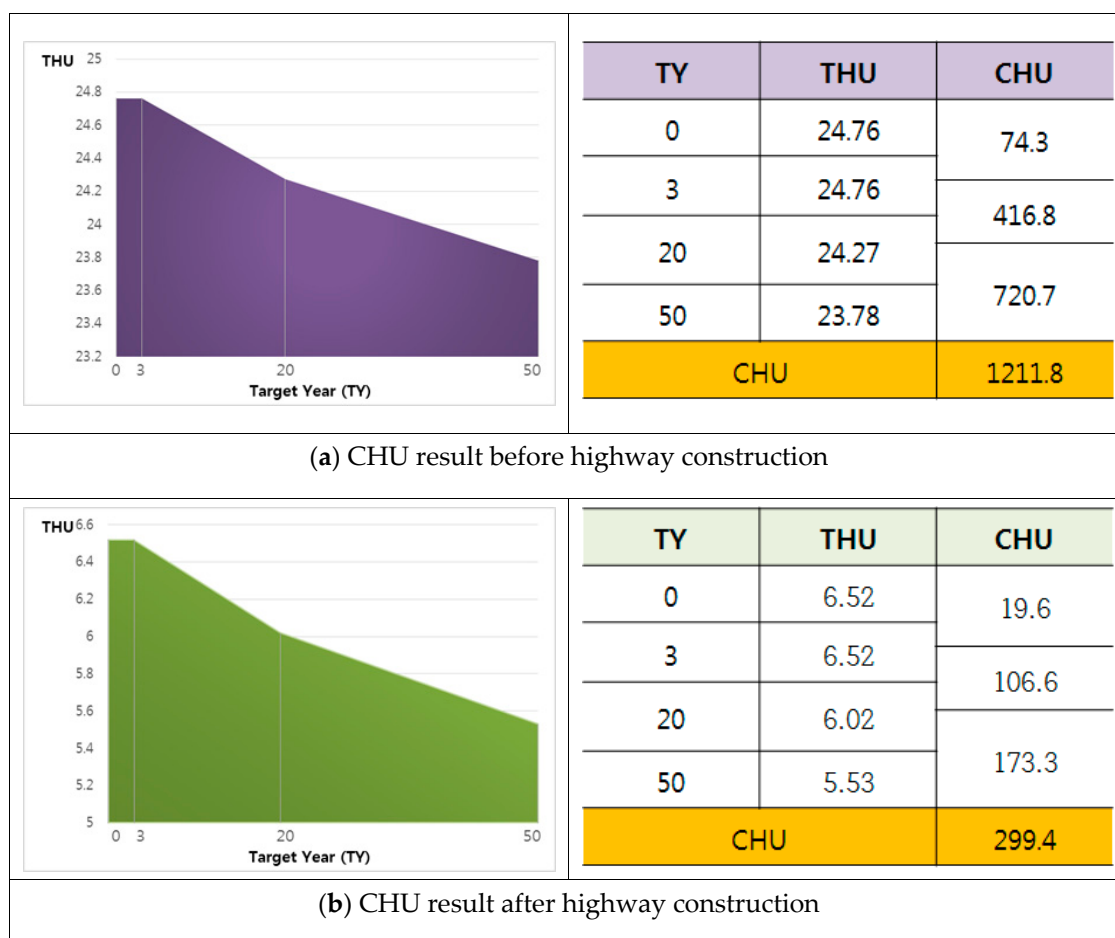 THU
25
24.8
24.6
24.4
24.2
24
23.8
23.6
23.4
23.2
0 3 20 50
Target Year (TY)
TY THU CHU
0 24.76
74.3
3 24.76
416.8
20 24.27
720.7
50 23.78
CHU 1211.8
(a) CHU result before highway construction
THU
6.6
6.4
6.2
6
5.8
5.6
5.4
5.2
5
0 3 20 50
Target Year (TY)
TY THU CHU
0 6.52
19.6
3 6.52
106.6
20 6.02
173.3
50 5.53
CHU 299.4
(b) CHU result after highway construction